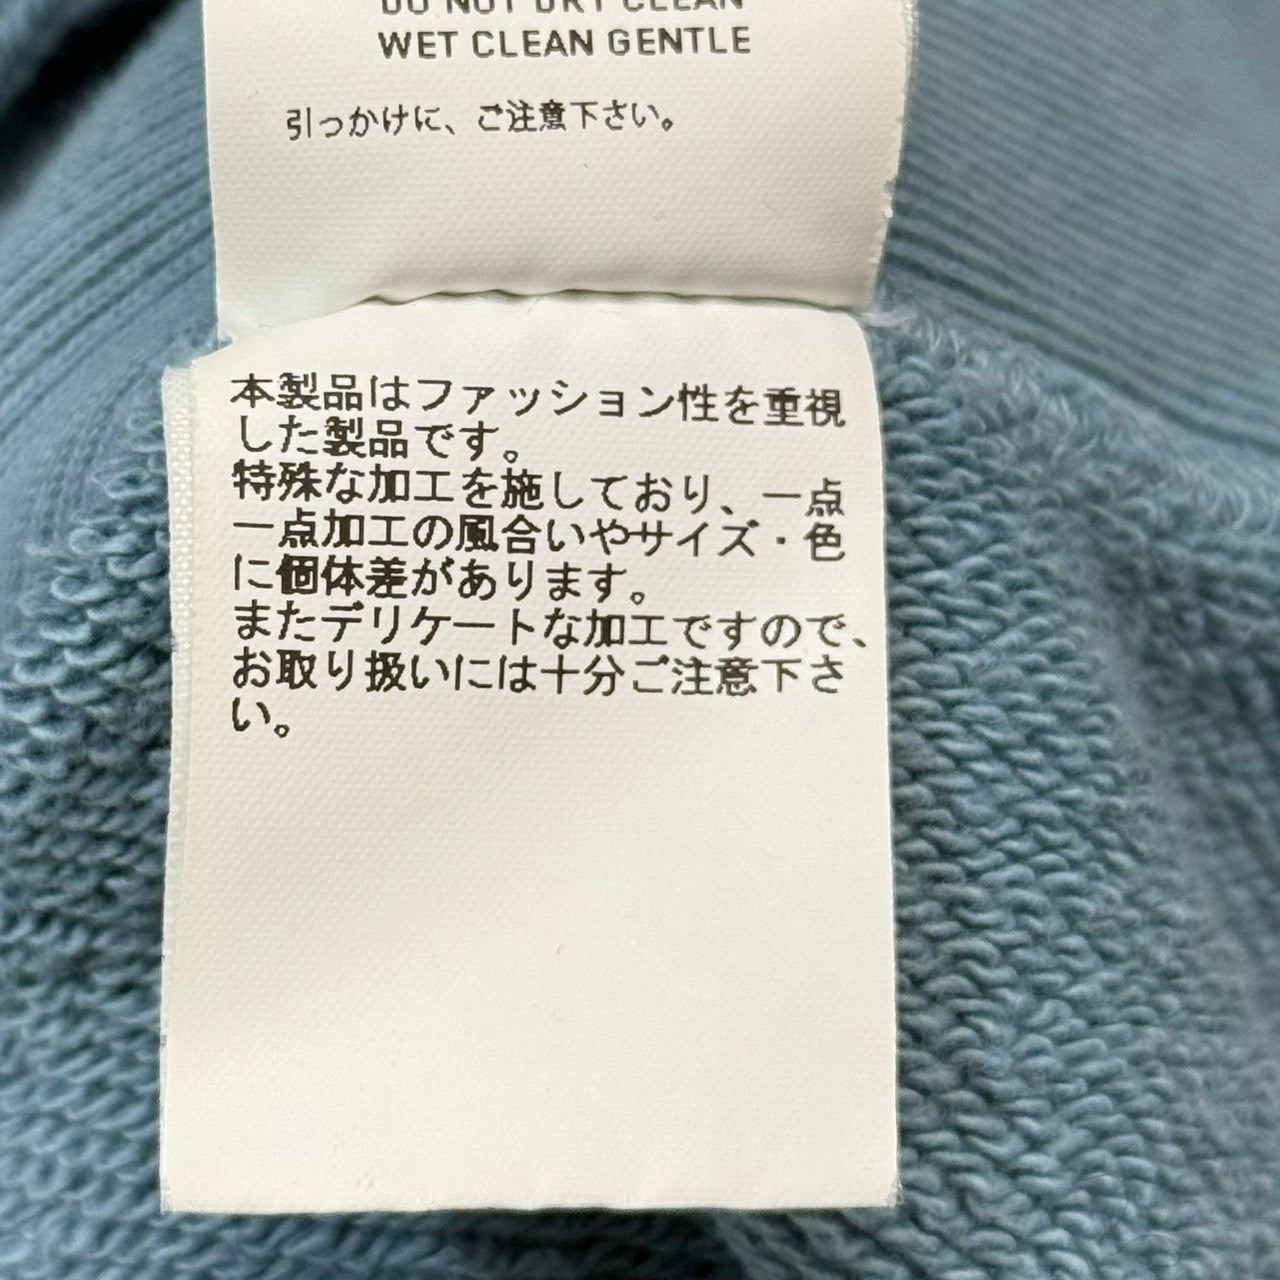 DO NOT DRY CLEAN
WET CLEAN GENTLE
引っかけに、ご注意下さい。
本製品はファッション性を重視
した製品です。
特殊な加工を施しており、一点
一点加工の風合いやサイズ・色
に個体差があります。
またデリケートな加工ですので、
お取り扱いには十分ご注意下さ
い。